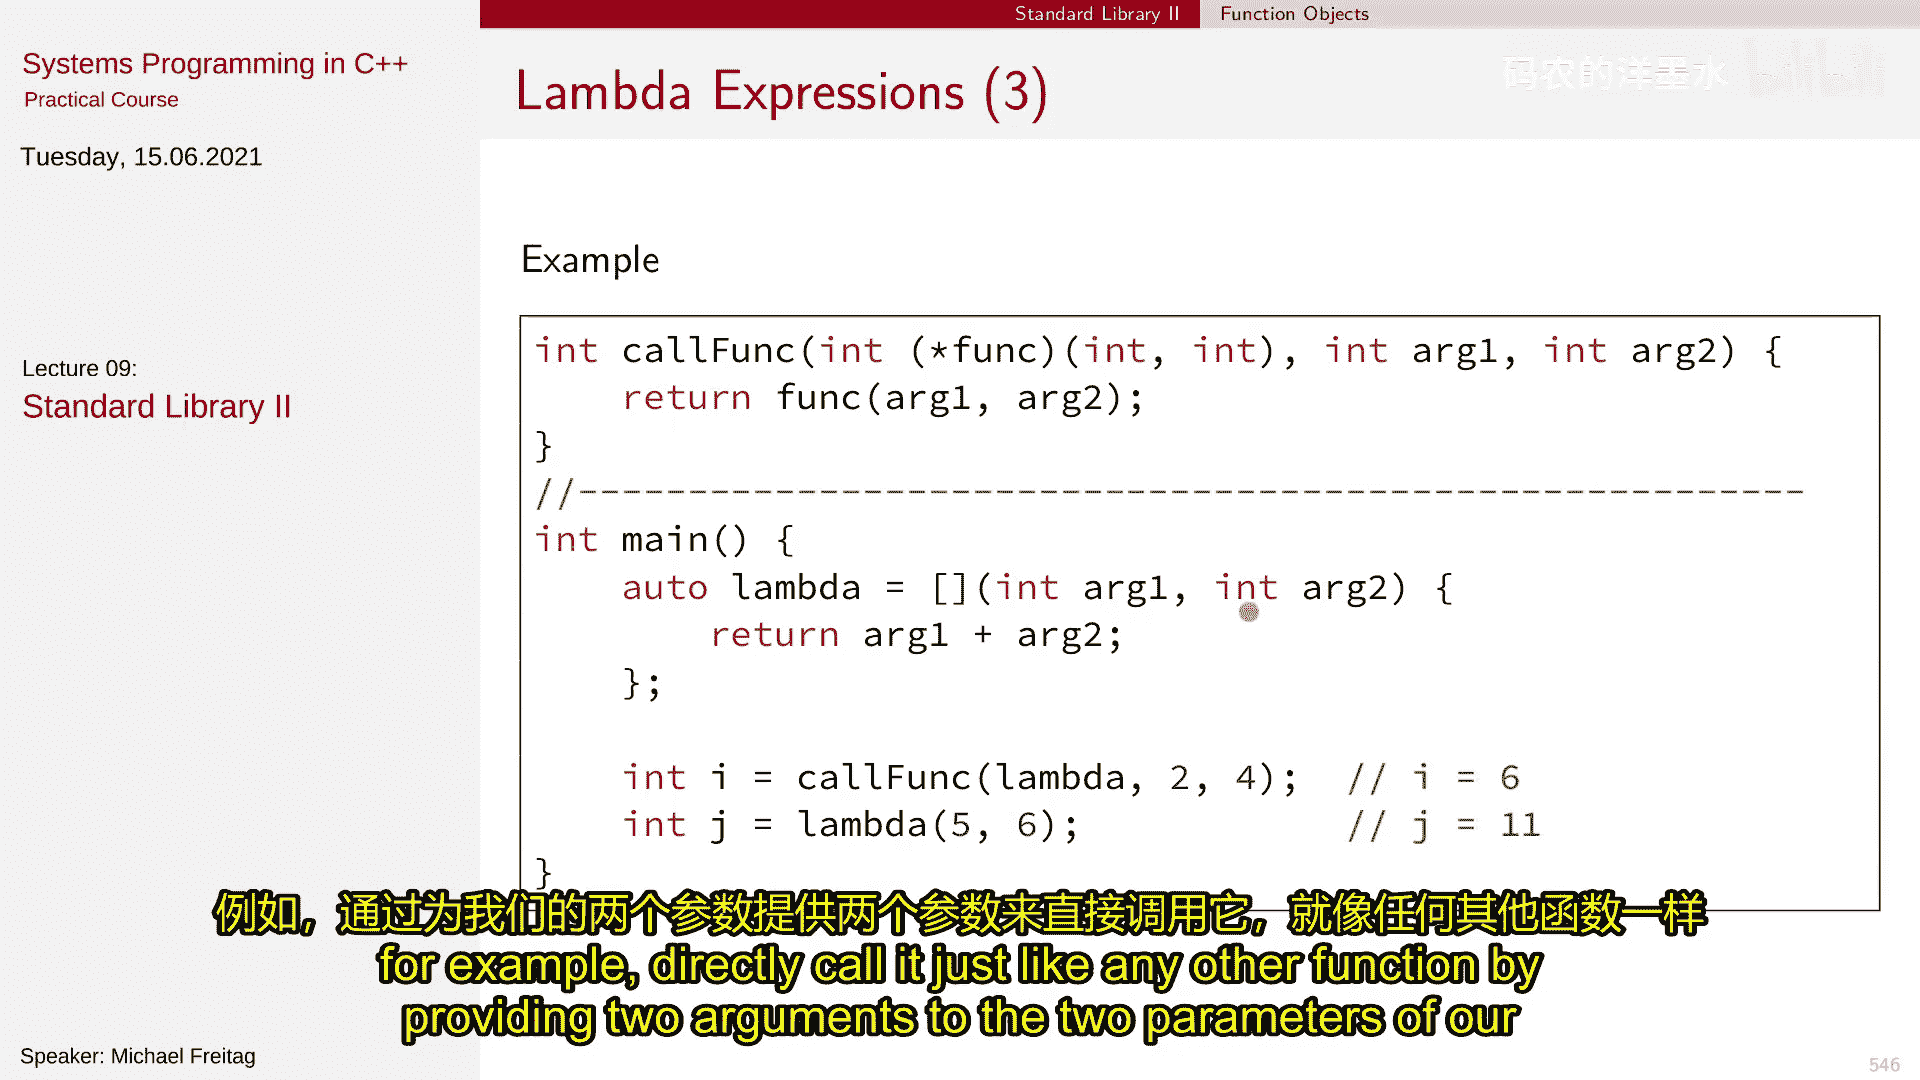 Standard Library II
Function Objects
Systems Programming in C++
Practical Course
Tuesday, 15.06.2021
Lecture 09:
Standard Library II
Lambda Expressions (3)
码农的洋墨水
Example
int callFunc(int (*func)(int, int), int arg1, int arg2) {
    return func(arg1, arg2);
}
//--------------------------------------------------------
int main() {
    auto lambda = [](int arg1, int arg2) {
        return arg1 + arg2;
    };
    int i = callFunc(lambda, 2, 4);  // i = 6
    int j = lambda(5, 6);            // j = 11
}
例如，通过为我们的两个参数提供两个参数来直接调用它，就像任何其他函数一样
for example, directly call it just like any other function by
providing two arguments to the two parameters of our
Speaker: Michael Freitag
546